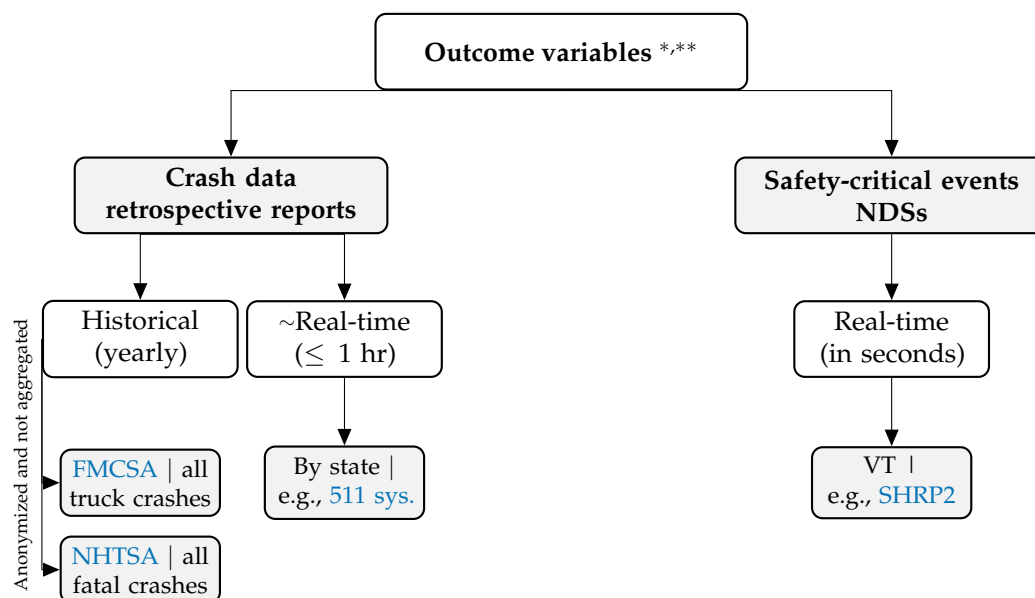 Outcome variables *,**
Crash data
retrospective reports
Safety-critical events
NDSs
Historical
(yearly)
∼Real-time
(≤ 1 hr)
Real-time
(in seconds)
Anonymized and not aggregated
FMCSA | all
truck crashes
By state |
e.g., 511 sys.
VT |
e.g., SHRP2
NHTSA | all
fatal crashes